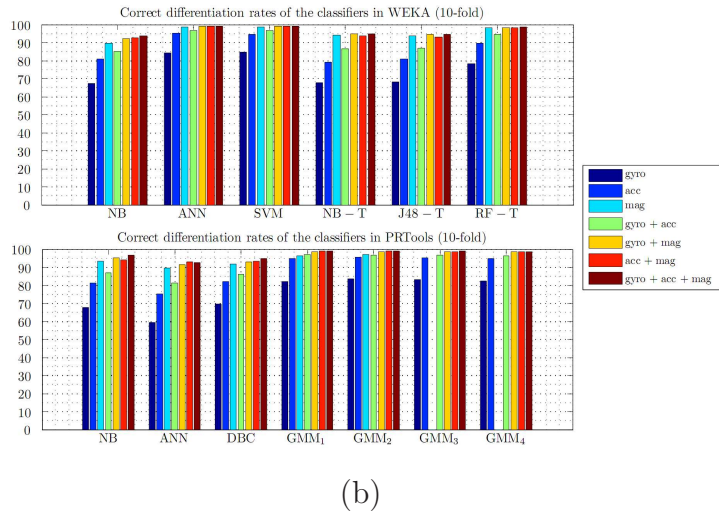 Correct differentiation rates of the classifiers in WEKA (10-fold)
100
90
80
70
60
50
40
30
20
10
0
NB ANN SVM NB − T J48 − T RF − T
gyro
acc
mag
gyro + acc
gyro + mag
acc + mag
gyro + acc + mag
Correct differentiation rates of the classifiers in PRTools (10-fold)
100
90
80
70
60
50
40
30
20
10
0
NB ANN DBC GMM₁ GMM₂ GMM₃ GMM₄
(b)